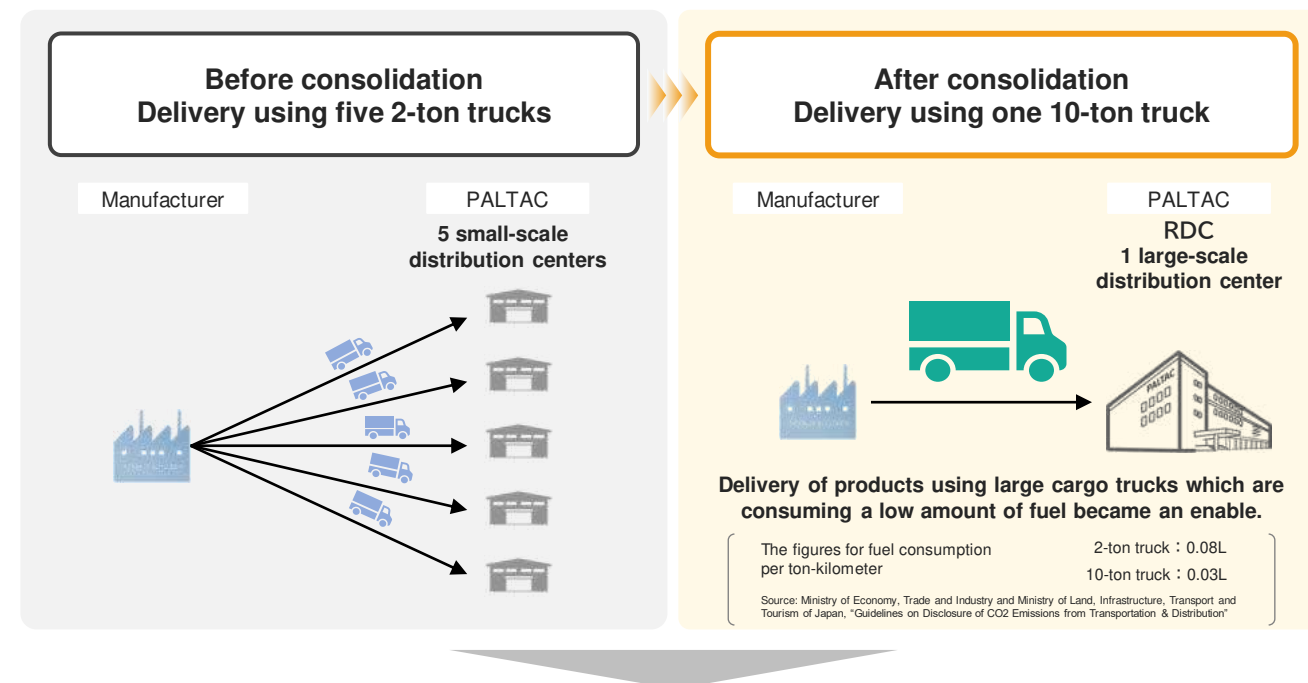 Before consolidation
Delivery using five 2-ton trucks
After consolidation
Delivery using one 10-ton truck
Manufacturer
PALTAC
5 small-scale
distribution centers
Manufacturer
PALTAC
RDC
1 large-scale
distribution center
PALTAC
Delivery of products using large cargo trucks which are
consuming a low amount of fuel became an enable.
The figures for fuel consumption
per ton-kilometer
2-ton truck：0.08L
10-ton truck：0.03L
Source: Ministry of Economy, Trade and Industry and Ministry of Land, Infrastructure, Transport and
Tourism of Japan, “Guidelines on Disclosure of CO2 Emissions from Transportation & Distribution”